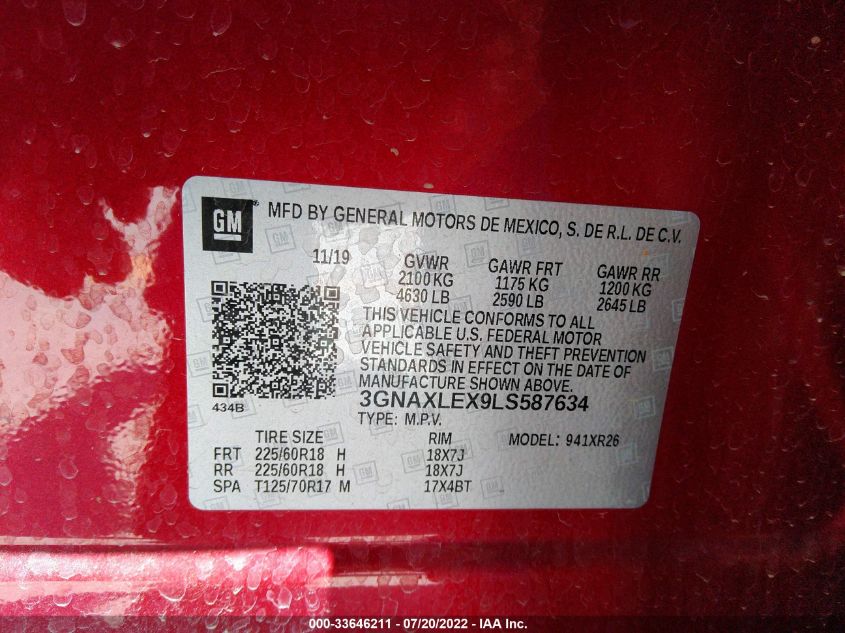 GM
MFD BY GENERAL MOTORS DE MEXICO, S. DE R.L. DE C.V.
11/19 GVWR GAWR FRT GAWR RR
2100 KG 1175 KG 1200 KG
4630 LB 2590 LB 2645 LB
THIS VEHICLE CONFORMS TO ALL
APPLICABLE U.S. FEDERAL MOTOR
VEHICLE SAFETY AND THEFT PREVENTION
STANDARDS IN EFFECT ON THE DATE
OF MANUFACTURE SHOWN ABOVE.
434B 3GNAXLEX9LS587634
TYPE: M.P.V.
TIRE SIZE RIM MODEL: 941XR26
FRT 225/60R18 H 18X7J
RR 225/60R18 H 18X7J
SPA T125/70R17 M 17X4BT
000-33646211 - 07/20/2022 - IAA Inc.